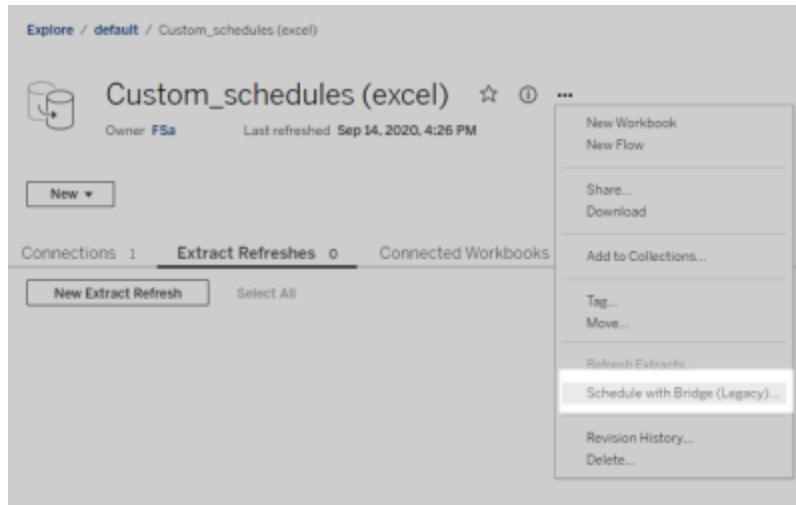 Explore / default / Custom_schedules (excel)
Custom_schedules (excel)
Owner FSa Last refreshed Sep 14, 2020, 4:26 PM
New
Connections 1 Extract Refreshes 0 Connected Workbooks
New Extract Refresh Select All
New Workbook
New Flow
Share...
Download
Add to Collections...
Tag...
Move...
Refresh Extracts...
Schedule with Bridge (Legacy)...
Revision History...
Delete...